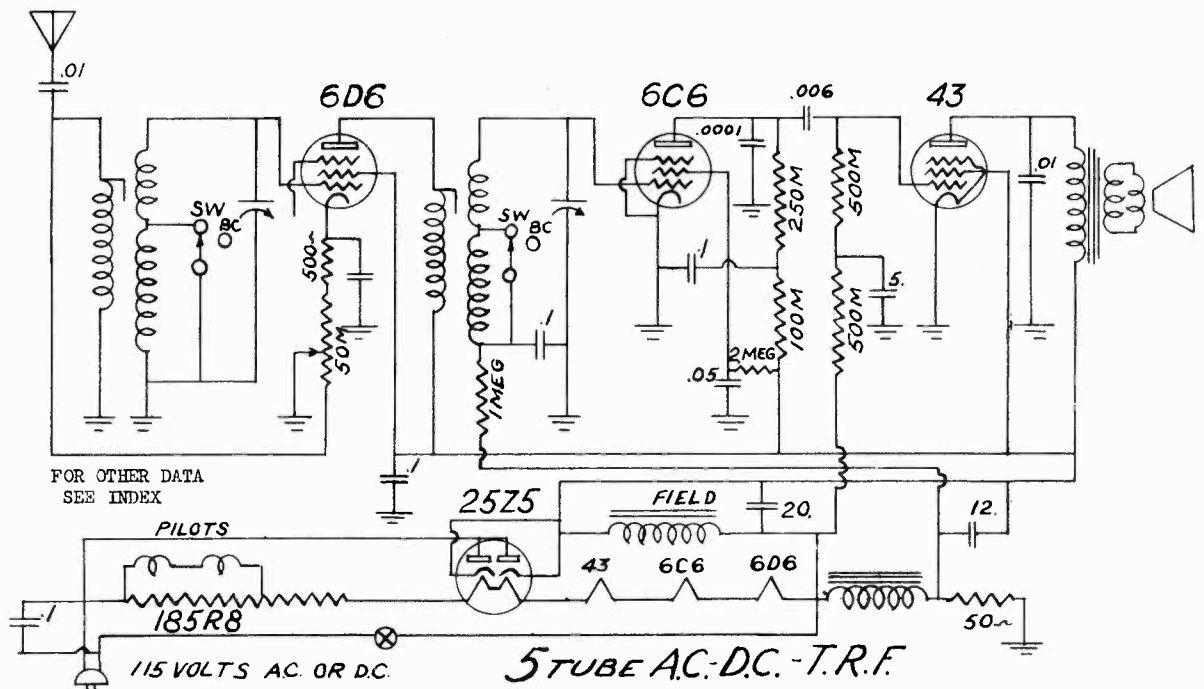 .01
6D6
6C6
.006
43
.0001
.01
SW
BC
SW
BC
500~
50M
250M
500M
.1
5.
.1
100M
500M
2 MEG
.05
1MEG
.1
FOR OTHER DATA
SEE INDEX
25Z5
FIELD
20.
12.
PILOTS
43
6C6
6D6
.1
185R8
50~
115 VOLTS A.C. OR D.C.
5 TUBE A.C.-D.C.-T.R.F.